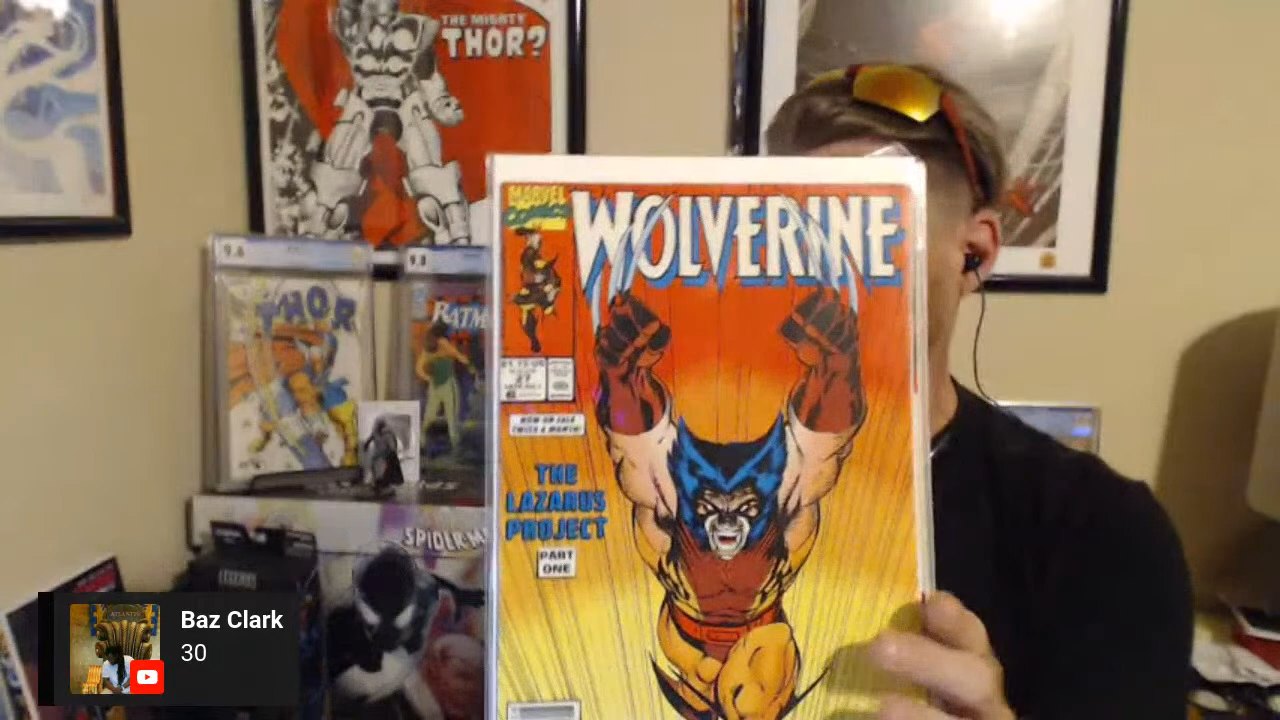 THE MIGHTY
THOR?
9.6
9.8
THOR
BATM
MARVEL
WOLVERINE
27
NOW ON SALE
TWICE A MONTH!
THE
LAZARUS
PROJECT
PART
ONE
SPIDER-M
Baz Clark
30